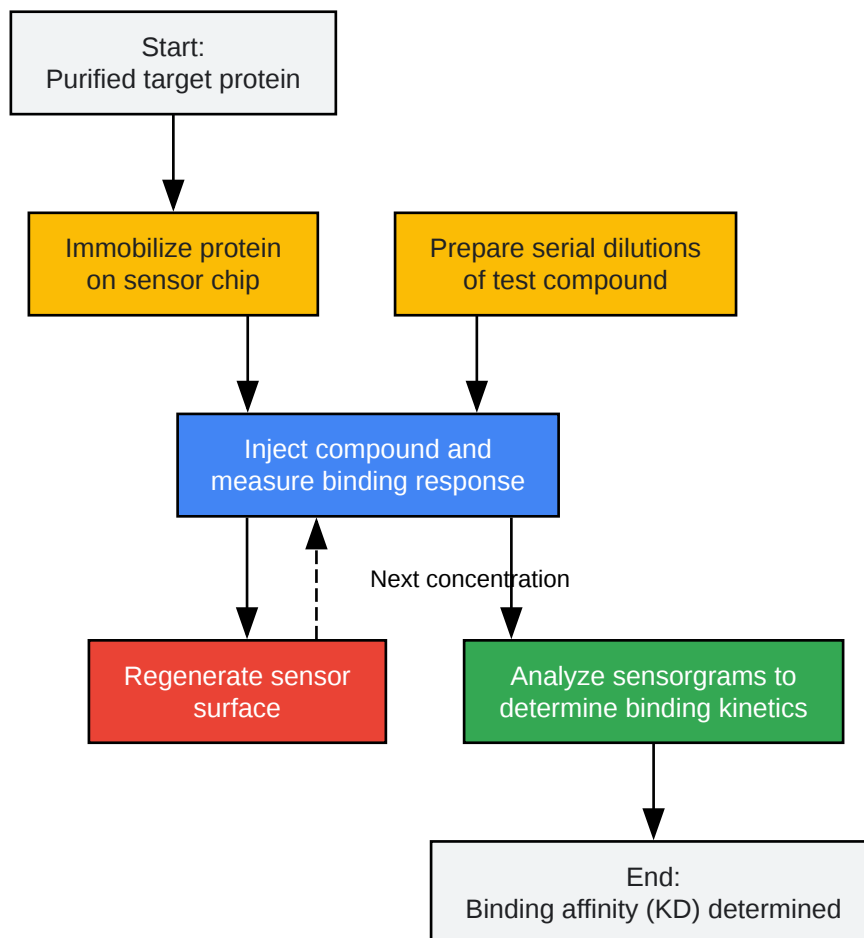 Start:
Purified target protein
Immobilize protein
on sensor chip
Prepare serial dilutions
of test compound
Inject compound and
measure binding response
Next concentration
Regenerate sensor
surface
Analyze sensorgrams to
determine binding kinetics
End:
Binding affinity (KD) determined